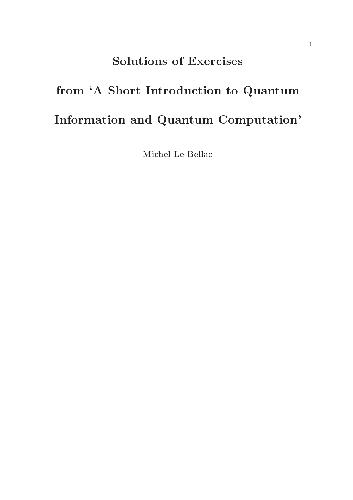 1
Solutions of Exercises
from ‘A Short Introduction to Quantum
Information and Quantum Computation’
Michel Le Bellac